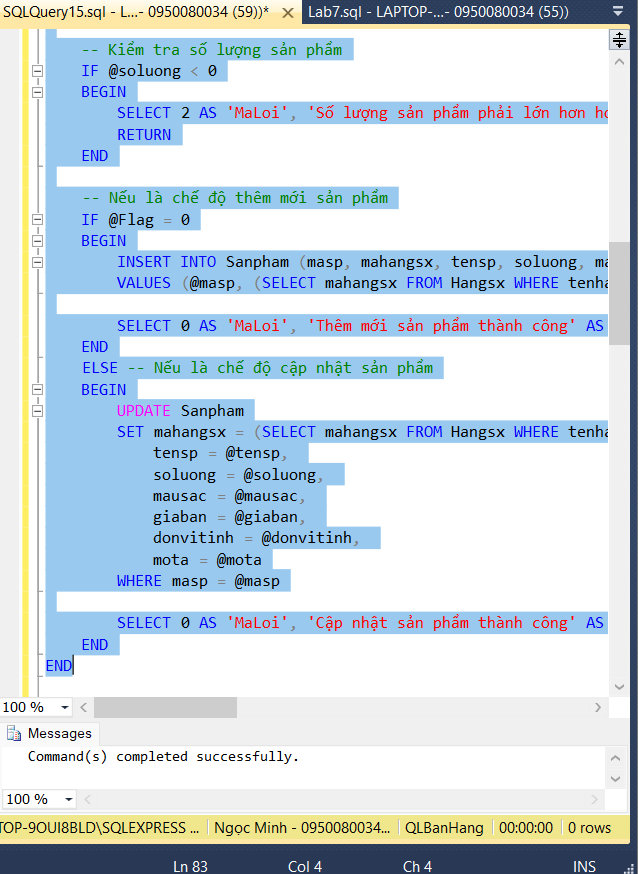 SQLQuery15.sql - L...- 0950080034 (59))* Lab7.sql - LAPTOP-...- 0950080034 (55))
-- Kiểm tra số lượng sản phẩm
IF @soluong < 0
BEGIN
SELECT 2 AS 'MaLoi', 'Số lượng sản phẩm phải lớn hơn
RETURN
END
-- Nếu là chế độ thêm mới sản phẩm
IF @Flag = 0
BEGIN
INSERT INTO Sanpham (masp, mahangsx, tensp, soluong,
VALUES (@masp, (SELECT mahangsx FROM Hangsx WHERE
SELECT 0 AS 'MaLoi', 'Thêm mới sản phẩm thành công' AS
END
ELSE -- Nếu là chế độ cập nhật sản phẩm
BEGIN
UPDATE Sanpham
SET mahangsx = (SELECT mahangsx FROM Hangsx WHERE
tensp = @tensp,
soluong = @soluong,
mausac = @mausac,
giaban = @giaban,
donvitinh = @donvitinh,
mota = @mota
WHERE masp = @masp
SELECT 0 AS 'MaLoi', 'Cập nhật sản phẩm thành công' AS
END
END
100 %
Messages
Command(s) completed successfully.
100 %
TOP-9OUI8BLD\SQLEXPRESS ... Ngọc Minh - 0950080034... QLBanHang 00:00:00 0 rows
Ln 83 Col 4 Ch 4 INS